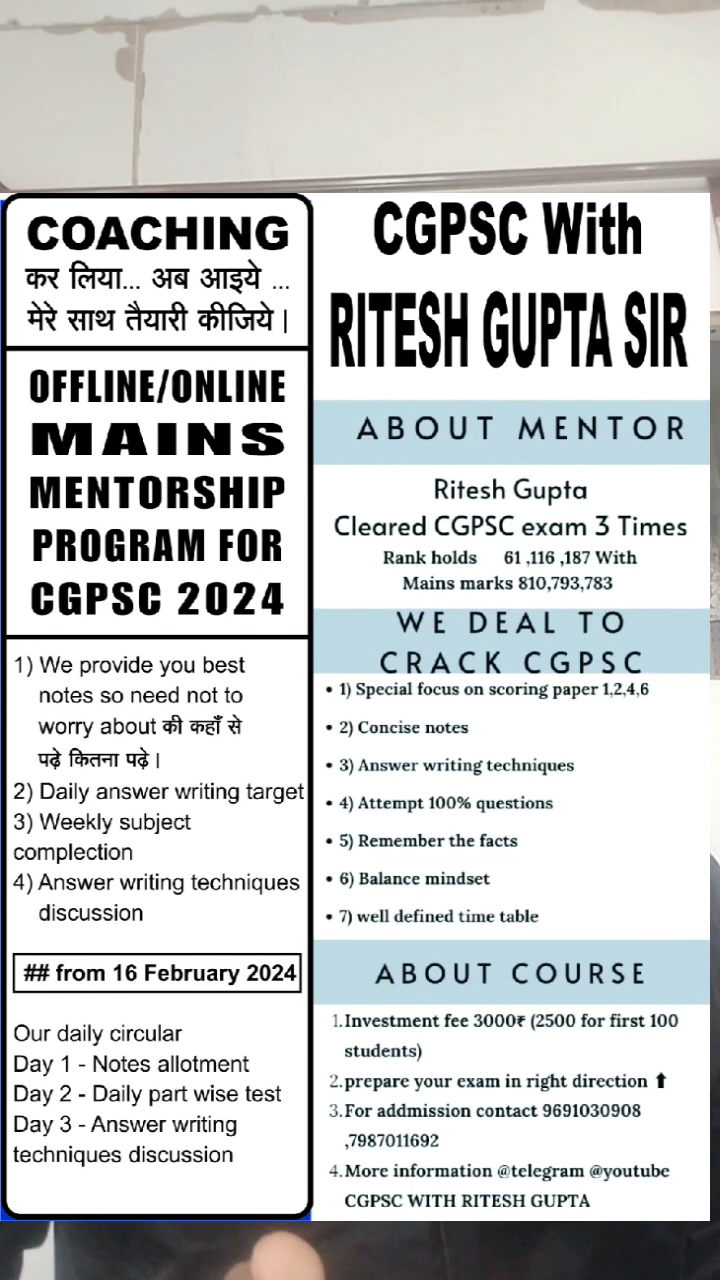 COACHING
कर लिया... अब आइये ...
मेरे साथ तैयारी कीजिये |
OFFLINE/ONLINE
MAINS
MENTORSHIP
PROGRAM FOR
CGPSC 2024
1) We provide you best
notes so need not to
worry about की कहाँ से
पढ़े कितना पढ़े |
2) Daily answer writing target
3) Weekly subject
complection
4) Answer writing techniques
discussion
## from 16 February 2024
Our daily circular
Day 1 - Notes allotment
Day 2 - Daily part wise test
Day 3 - Answer writing
techniques discussion
CGPSC With
RITESH GUPTA SIR
ABOUT MENTOR
Ritesh Gupta
Cleared CGPSC exam 3 Times
Rank holds 61 ,116 ,187 With
Mains marks 810,793,783
WE DEAL TO
CRACK CGPSC
• 1) Special focus on scoring paper 1,2,4,6
• 2) Concise notes
• 3) Answer writing techniques
• 4) Attempt 100% questions
• 5) Remember the facts
• 6) Balance mindset
• 7) well defined time table
ABOUT COURSE
1. Investment fee 3000₹ (2500 for first 100
students)
2. prepare your exam in right direction ⬆
3. For addmission contact 9691030908
,7987011692
4. More information @telegram @youtube
CGPSC WITH RITESH GUPTA